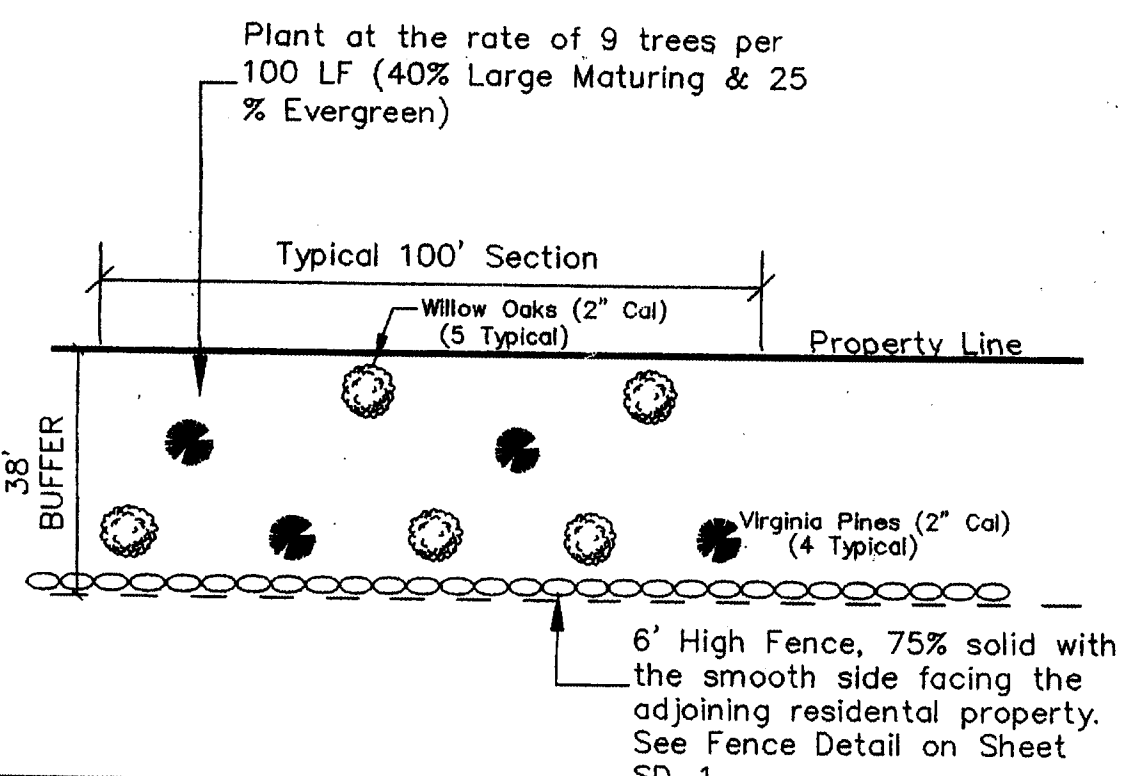 Plant at the rate of 9 trees per
100 LF (40% Large Maturing & 25
% Evergreen)
Typical 100' Section
Willow Oaks (2" Cal)
(5 Typical)
Property Line
38'
BUFFER
Virginia Pines (2" Cal)
(4 Typical)
6' High Fence, 75% solid with
the smooth side facing the
adjoining residental property.
See Fence Detail on Sheet